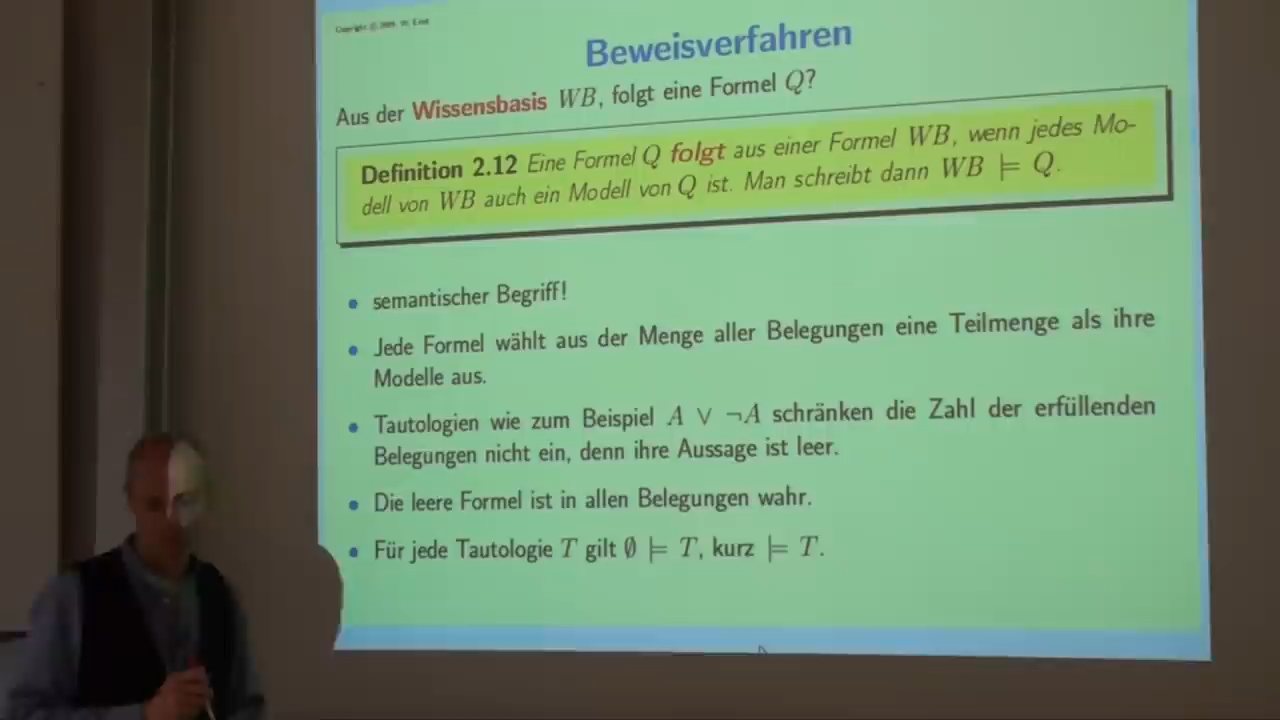 Copyright © 2009, W. Ertel
Beweisverfahren
Aus der Wissensbasis WB, folgt eine Formel Q?
Definition 2.12 Eine Formel Q folgt aus einer Formel WB, wenn jedes Mo-
dell von WB auch ein Modell von Q ist. Man schreibt dann WB ⊨ Q.
• semantischer Begriff!
• Jede Formel wählt aus der Menge aller Belegungen eine Teilmenge als ihre
Modelle aus.
• Tautologien wie zum Beispiel A ∨ ¬A schränken die Zahl der erfüllenden
Belegungen nicht ein, denn ihre Aussage ist leer.
• Die leere Formel ist in allen Belegungen wahr.
• Für jede Tautologie T gilt ∅ ⊨ T, kurz ⊨ T.